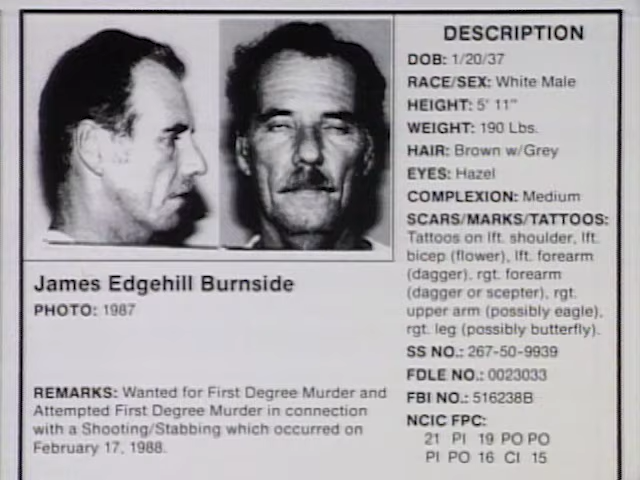 James Edgehill Burnside
PHOTO: 1987
REMARKS: Wanted for First Degree Murder and
Attempted First Degree Murder in connection
with a Shooting/Stabbing which occurred on
February 17, 1988.
DESCRIPTION
DOB: 1/20/37
RACE/SEX: White Male
HEIGHT: 5' 11"
WEIGHT: 190 Lbs.
HAIR: Brown w/Grey
EYES: Hazel
COMPLEXION: Medium
SCARS/MARKS/TATTOOS:
Tattoos on lft. shoulder, lft.
bicep (flower), lft. forearm
(dagger), rgt. forearm
(dagger or scepter), rgt.
upper arm (possibly eagle),
rgt. leg (possibly butterfly).
SS NO.: 267-50-9939
FDLE NO.: 0023033
FBI NO.: 516238B
NCIC FPC:
21 PI 19 PO PO
PI PO 16 CI 15